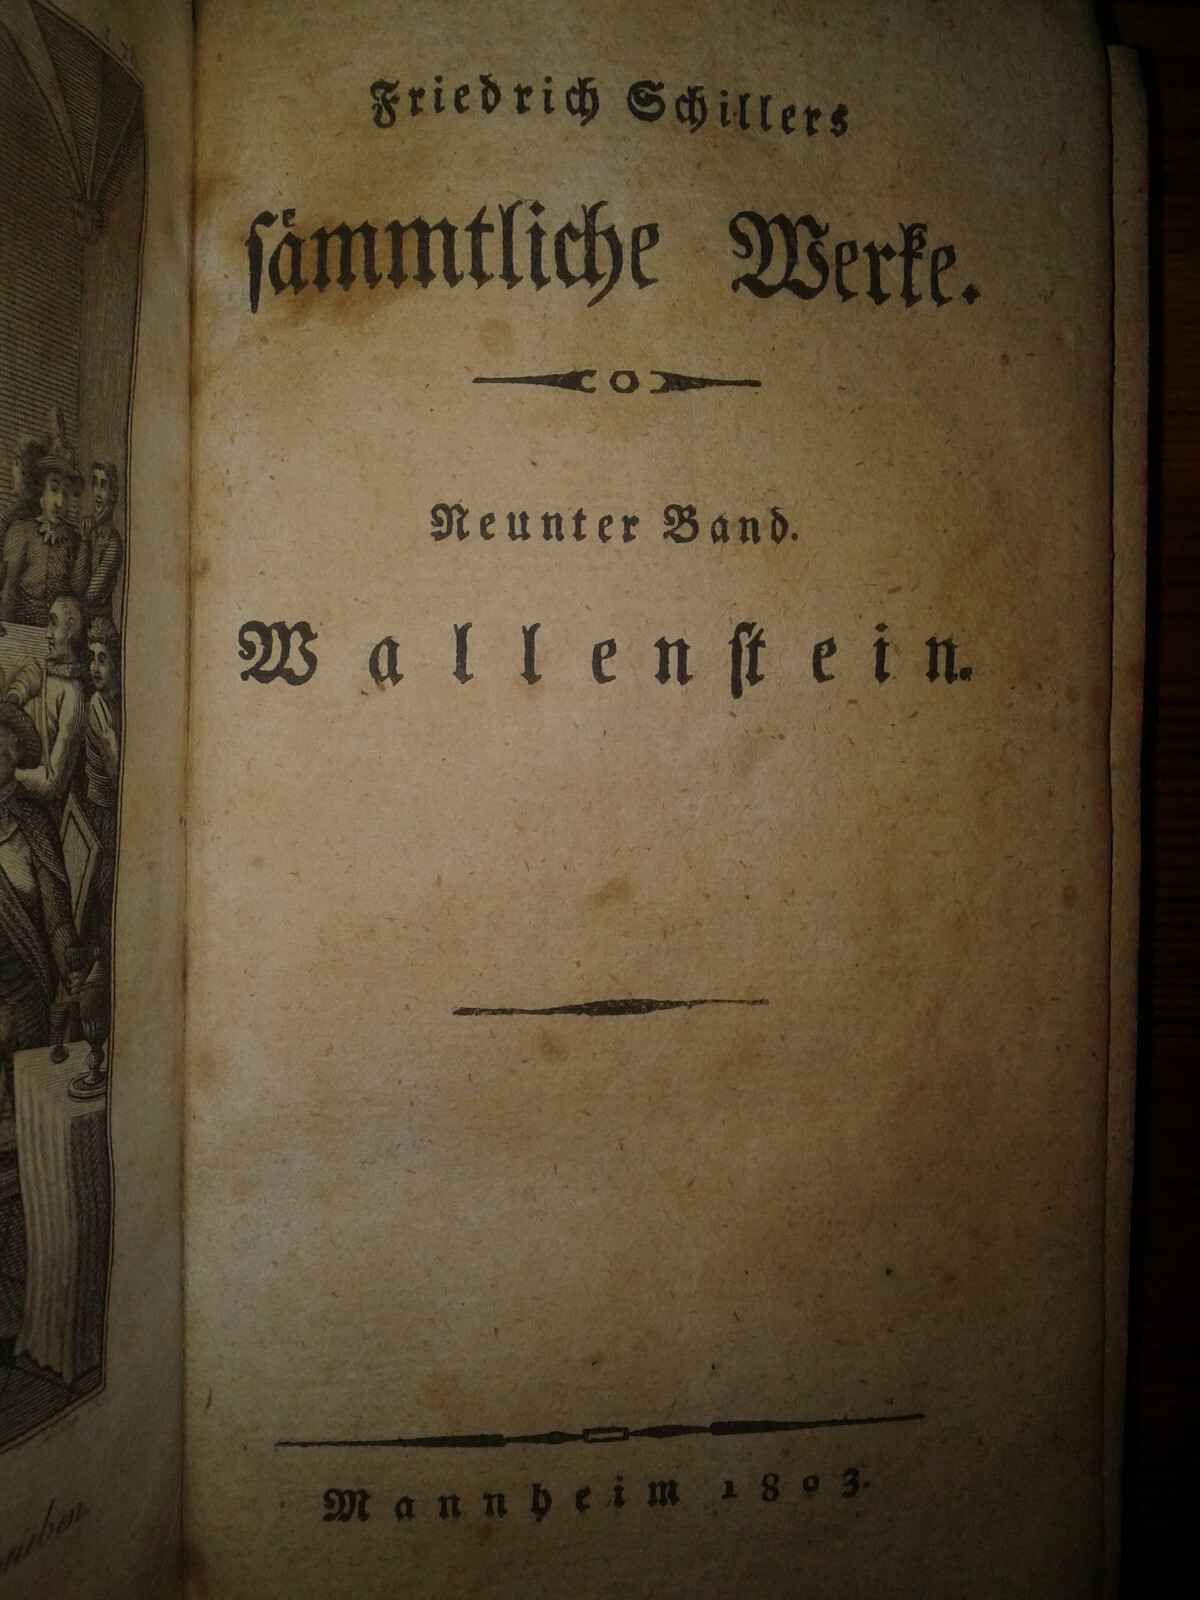 Friedrich Schillers
sämmtliche Werke.
Neunter Band.
Wallenstein.
Mannheim 1803.